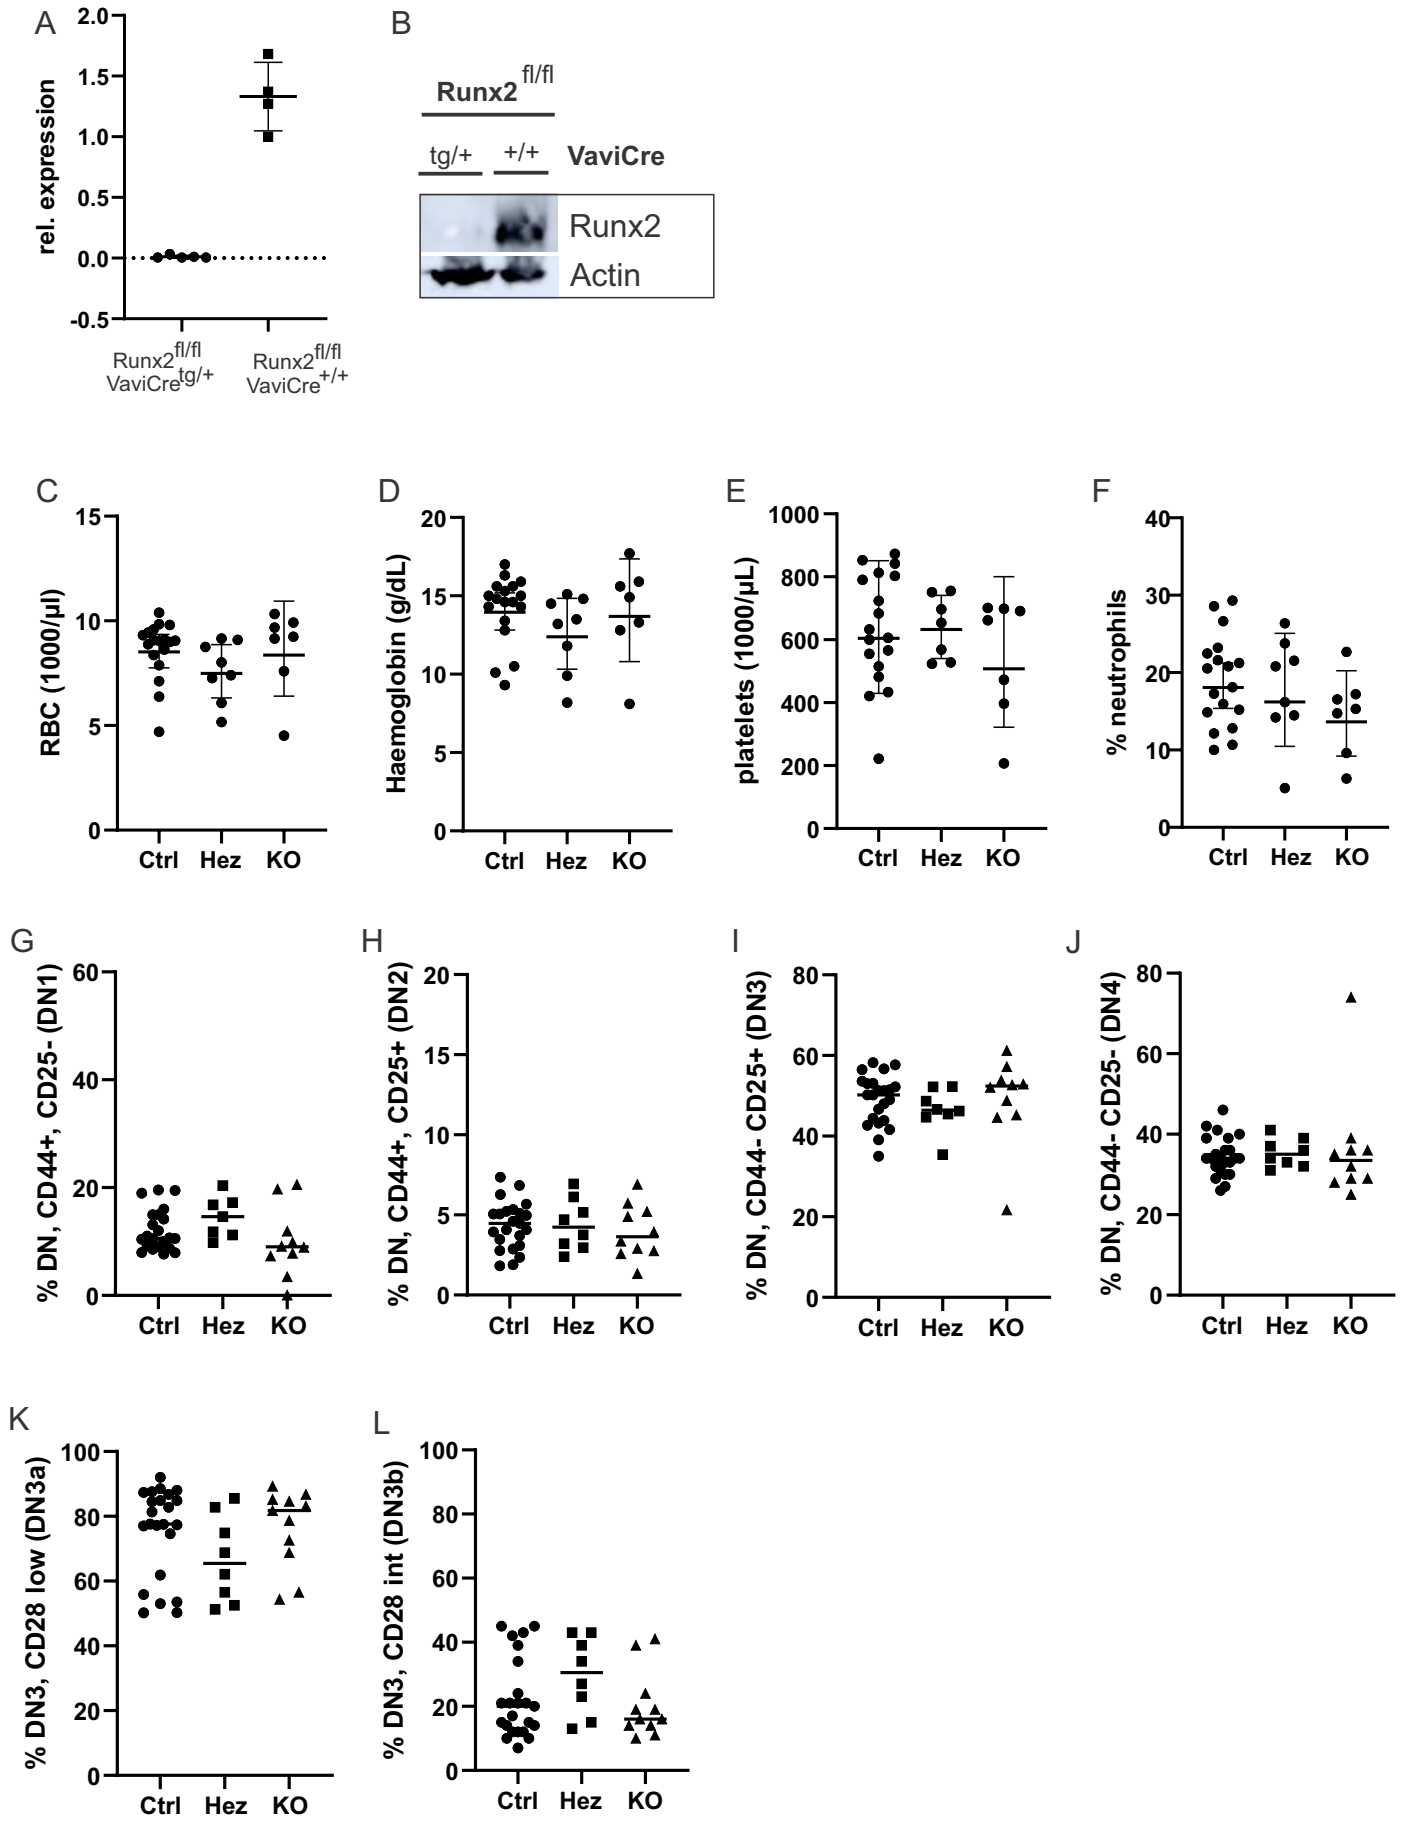 A
2.0
1.5
1.0
0.5
0.0
-0.5
rel. expression
Runx2fl/fl
VaviCretg/+
Runx2fl/fl
VaviCre+/+
B
Runx2fl/fl
tg/+ +/+ VaviCre
Runx2
Actin
C
RBC (1000/µl)
15
10
5
0
Ctrl Hez KO
D
Haemoglobin (g/dL)
20
15
10
5
0
Ctrl Hez KO
E
platelets (1000/µL)
1000
800
600
400
200
0
Ctrl Hez KO
F
% neutrophils
40
30
20
10
0
Ctrl Hez KO
G
% DN, CD44+, CD25- (DN1)
60
40
20
0
Ctrl Hez KO
H
% DN, CD44+, CD25+ (DN2)
20
15
10
5
0
Ctrl Hez KO
I
% DN, CD44- CD25+ (DN3)
80
60
40
20
0
Ctrl Hez KO
J
% DN, CD44- CD25- (DN4)
80
60
40
20
0
Ctrl Hez KO
K
% DN3, CD28 low (DN3a)
100
80
60
40
20
0
Ctrl Hez KO
L
% DN3, CD28 int (DN3b)
100
80
60
40
20
0
Ctrl Hez KO